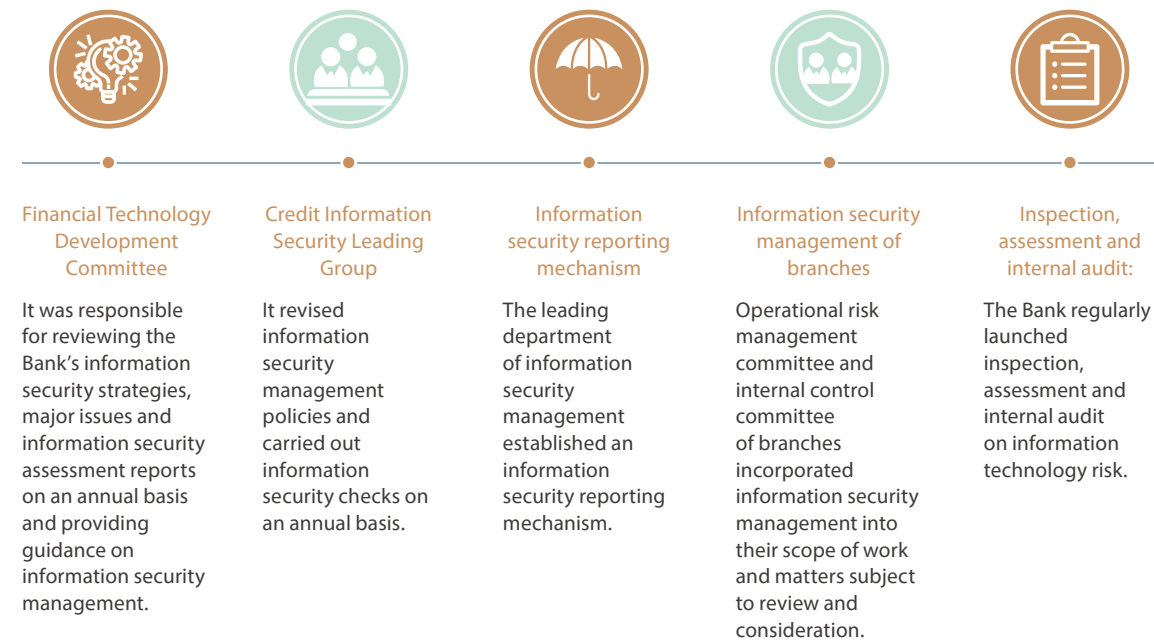 Financial Technology
Development
Committee
It was responsible
for reviewing the
Bank’s information
security strategies,
major issues and
information security
assessment reports
on an annual basis
and providing
guidance on
information security
management.
Credit Information
Security Leading
Group
It revised
information
security
management
policies and
carried out
information
security checks on
an annual basis.
Information
security reporting
mechanism
The leading
department
of information
security
management
established an
information
security reporting
mechanism.
Information security
management of
branches
Operational risk
management
committee and
internal control
committee
of branches
incorporated
information security
management into
their scope of work
and matters subject
to review and
consideration.
Inspection,
assessment and
internal audit:
The Bank regularly
launched
inspection,
assessment and
internal audit
on information
technology risk.